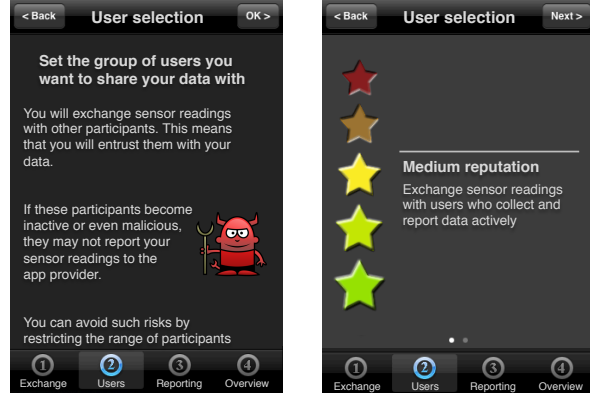 < Back
User selection
OK >
Set the group of users you
want to share your data with
You will exchange sensor readings
with other participants. This means
that you will entrust them with your
data.
If these participants become
inactive or even malicious,
they may not report your
sensor readings to the
app provider.
You can avoid such risks by
restricting the range of participants
1
Exchange
2
Users
3
Reporting
4
Overview
< Back
User selection
Next >
Medium reputation
Exchange sensor readings
with users who collect and
report data actively
1
Exchange
2
Users
3
Reporting
4
Overview